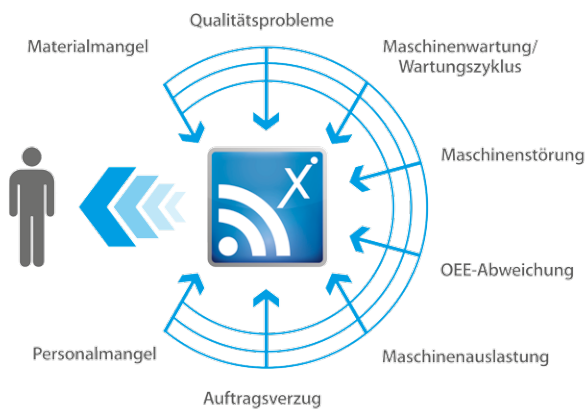 Qualitätsprobleme
Materialmangel
Maschinenwartung/
Wartungszyklus
Maschinenstörung
X
OEE-Abweichung
Personalmangel
Maschinenauslastung
Auftragsverzug